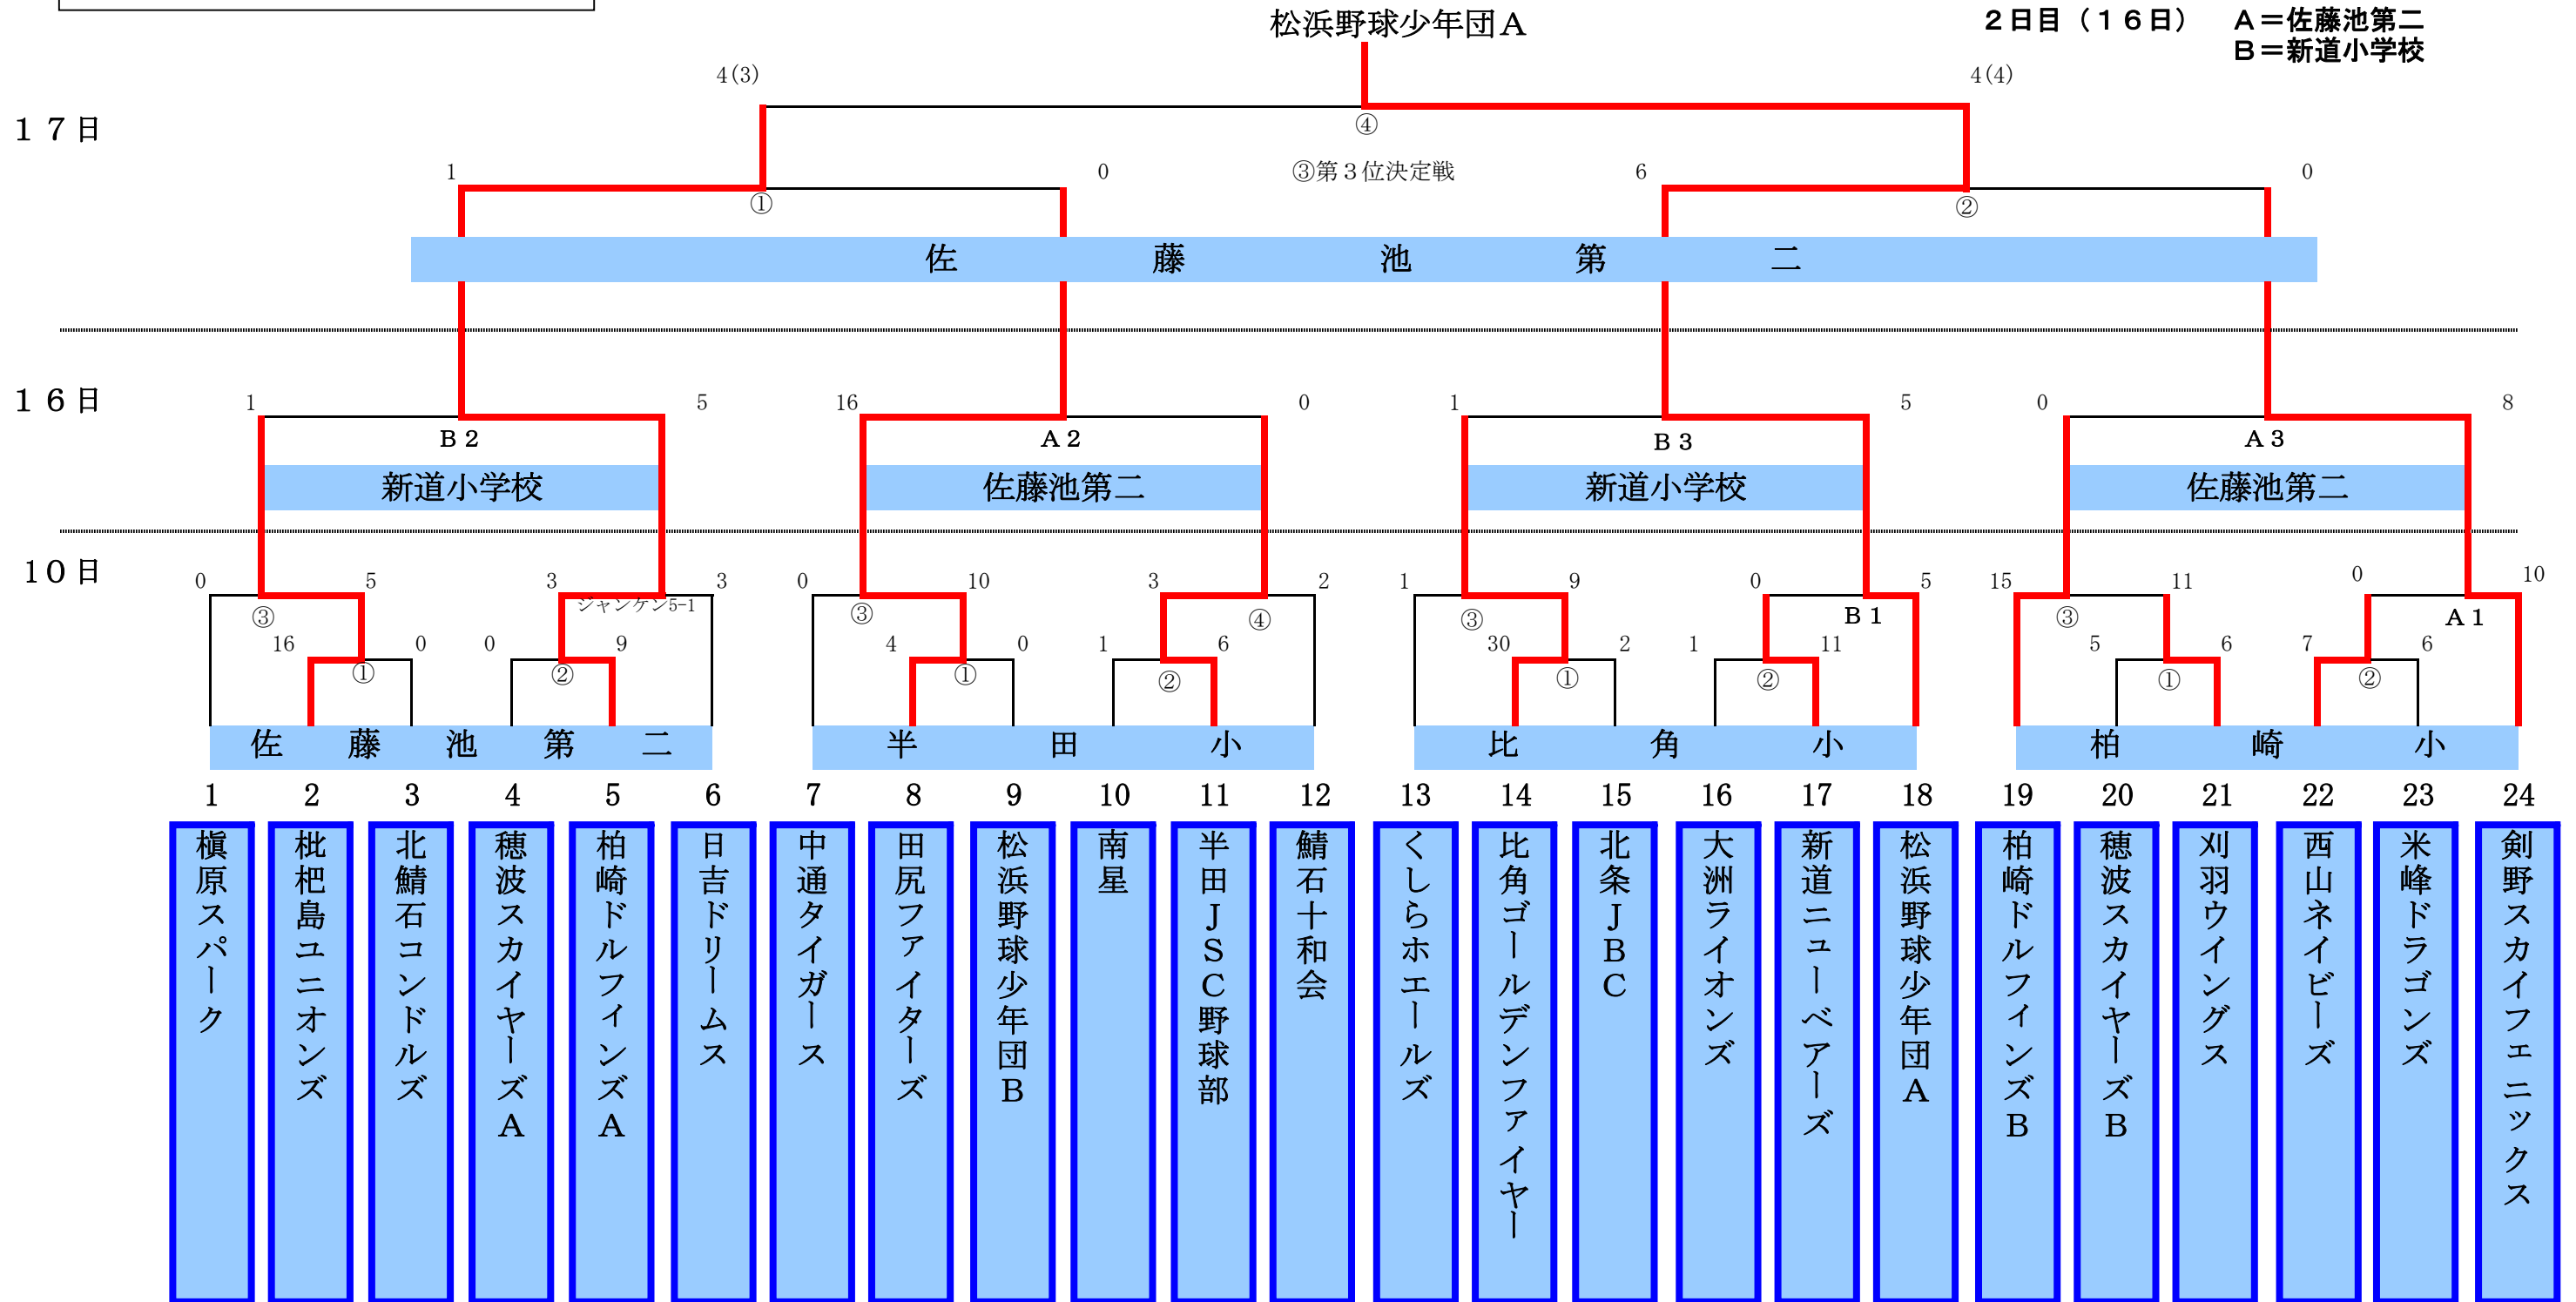 松浜野球少年団Ａ
２日目（１６日）　Ａ＝佐藤池第二
Ｂ＝新道小学校
4(3) 4(4)
１７日
④
1 0 ③第３位決定戦 6 0
① ②
佐藤池第二
１６日
1 5 16 0 1 5 0 8
Ｂ２ Ａ２ Ｂ３ Ａ３
新道小学校 佐藤池第二 新道小学校 佐藤池第二
１０日
0 5 3 3 0 10 3 2 1 9 0 5 15 11 0 10
ジャンケン5-1
③ ③ ④ ③ Ｂ１ ③ Ａ１
16 0 0 9 4 0 1 6 30 2 1 11 5 6 7 6
① ② ① ② ① ② ① ②
佐藤池第二 半田小 比角小 柏崎小
1 2 3 4 5 6 7 8 9 10 11 12 13 14 15 16 17 18 19 20 21 22 23 24
槇原スパーク
枇杷島ユニオンズ
北鯖石コンドルズ
穂波スカイヤーズＡ
柏崎ドルフィンズＡ
日吉ドリームス
中通タイガース
田尻ファイターズ
松浜野球少年団Ｂ
南星
半田ＪＳＣ野球部
鯖石十和会
くじらホエールズ
比角ゴールデンファイヤー
北条ＪＢＣ
大洲ライオンズ
新道ニューベアーズ
松浜野球少年団Ａ
柏崎ドルフィンズＢ
穂波スカイヤーズＢ
刈羽ウイングス
西山ネイビーズ
米峰ドラゴンズ
剣野スカイフェニックス